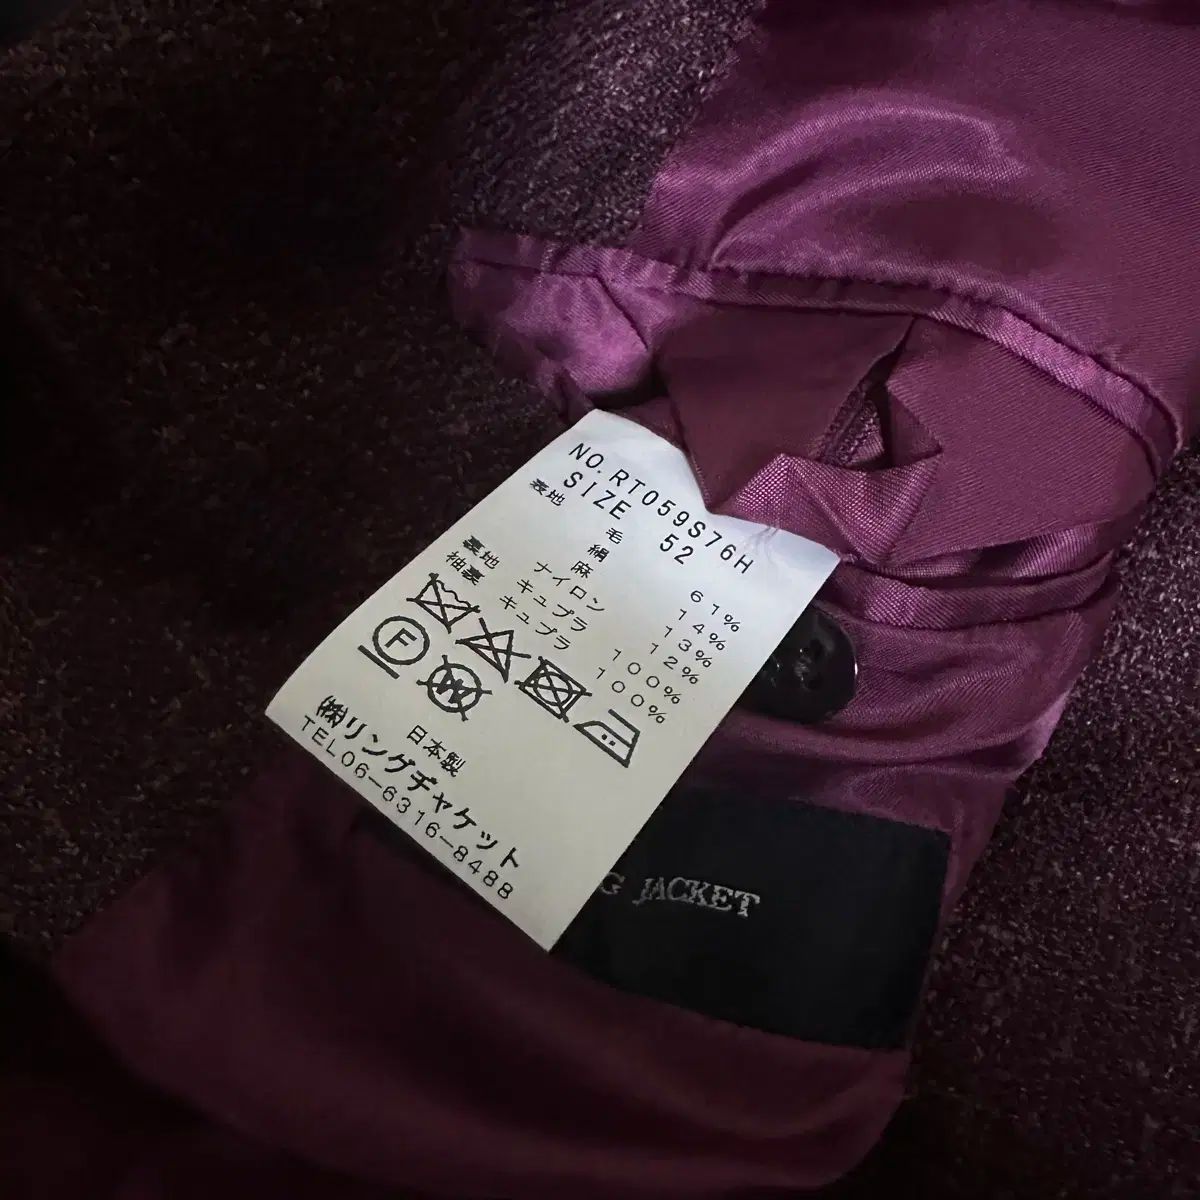 NO.RT059S76H
SIZE 52
表地 毛 61%
絹 14%
麻 13%
ナイロン 12%
裏地 キュプラ 100%
袖裏 キュプラ 100%
F
W
日本製
㈱リングヂャケット
TEL06-6316-8488
G JACKET